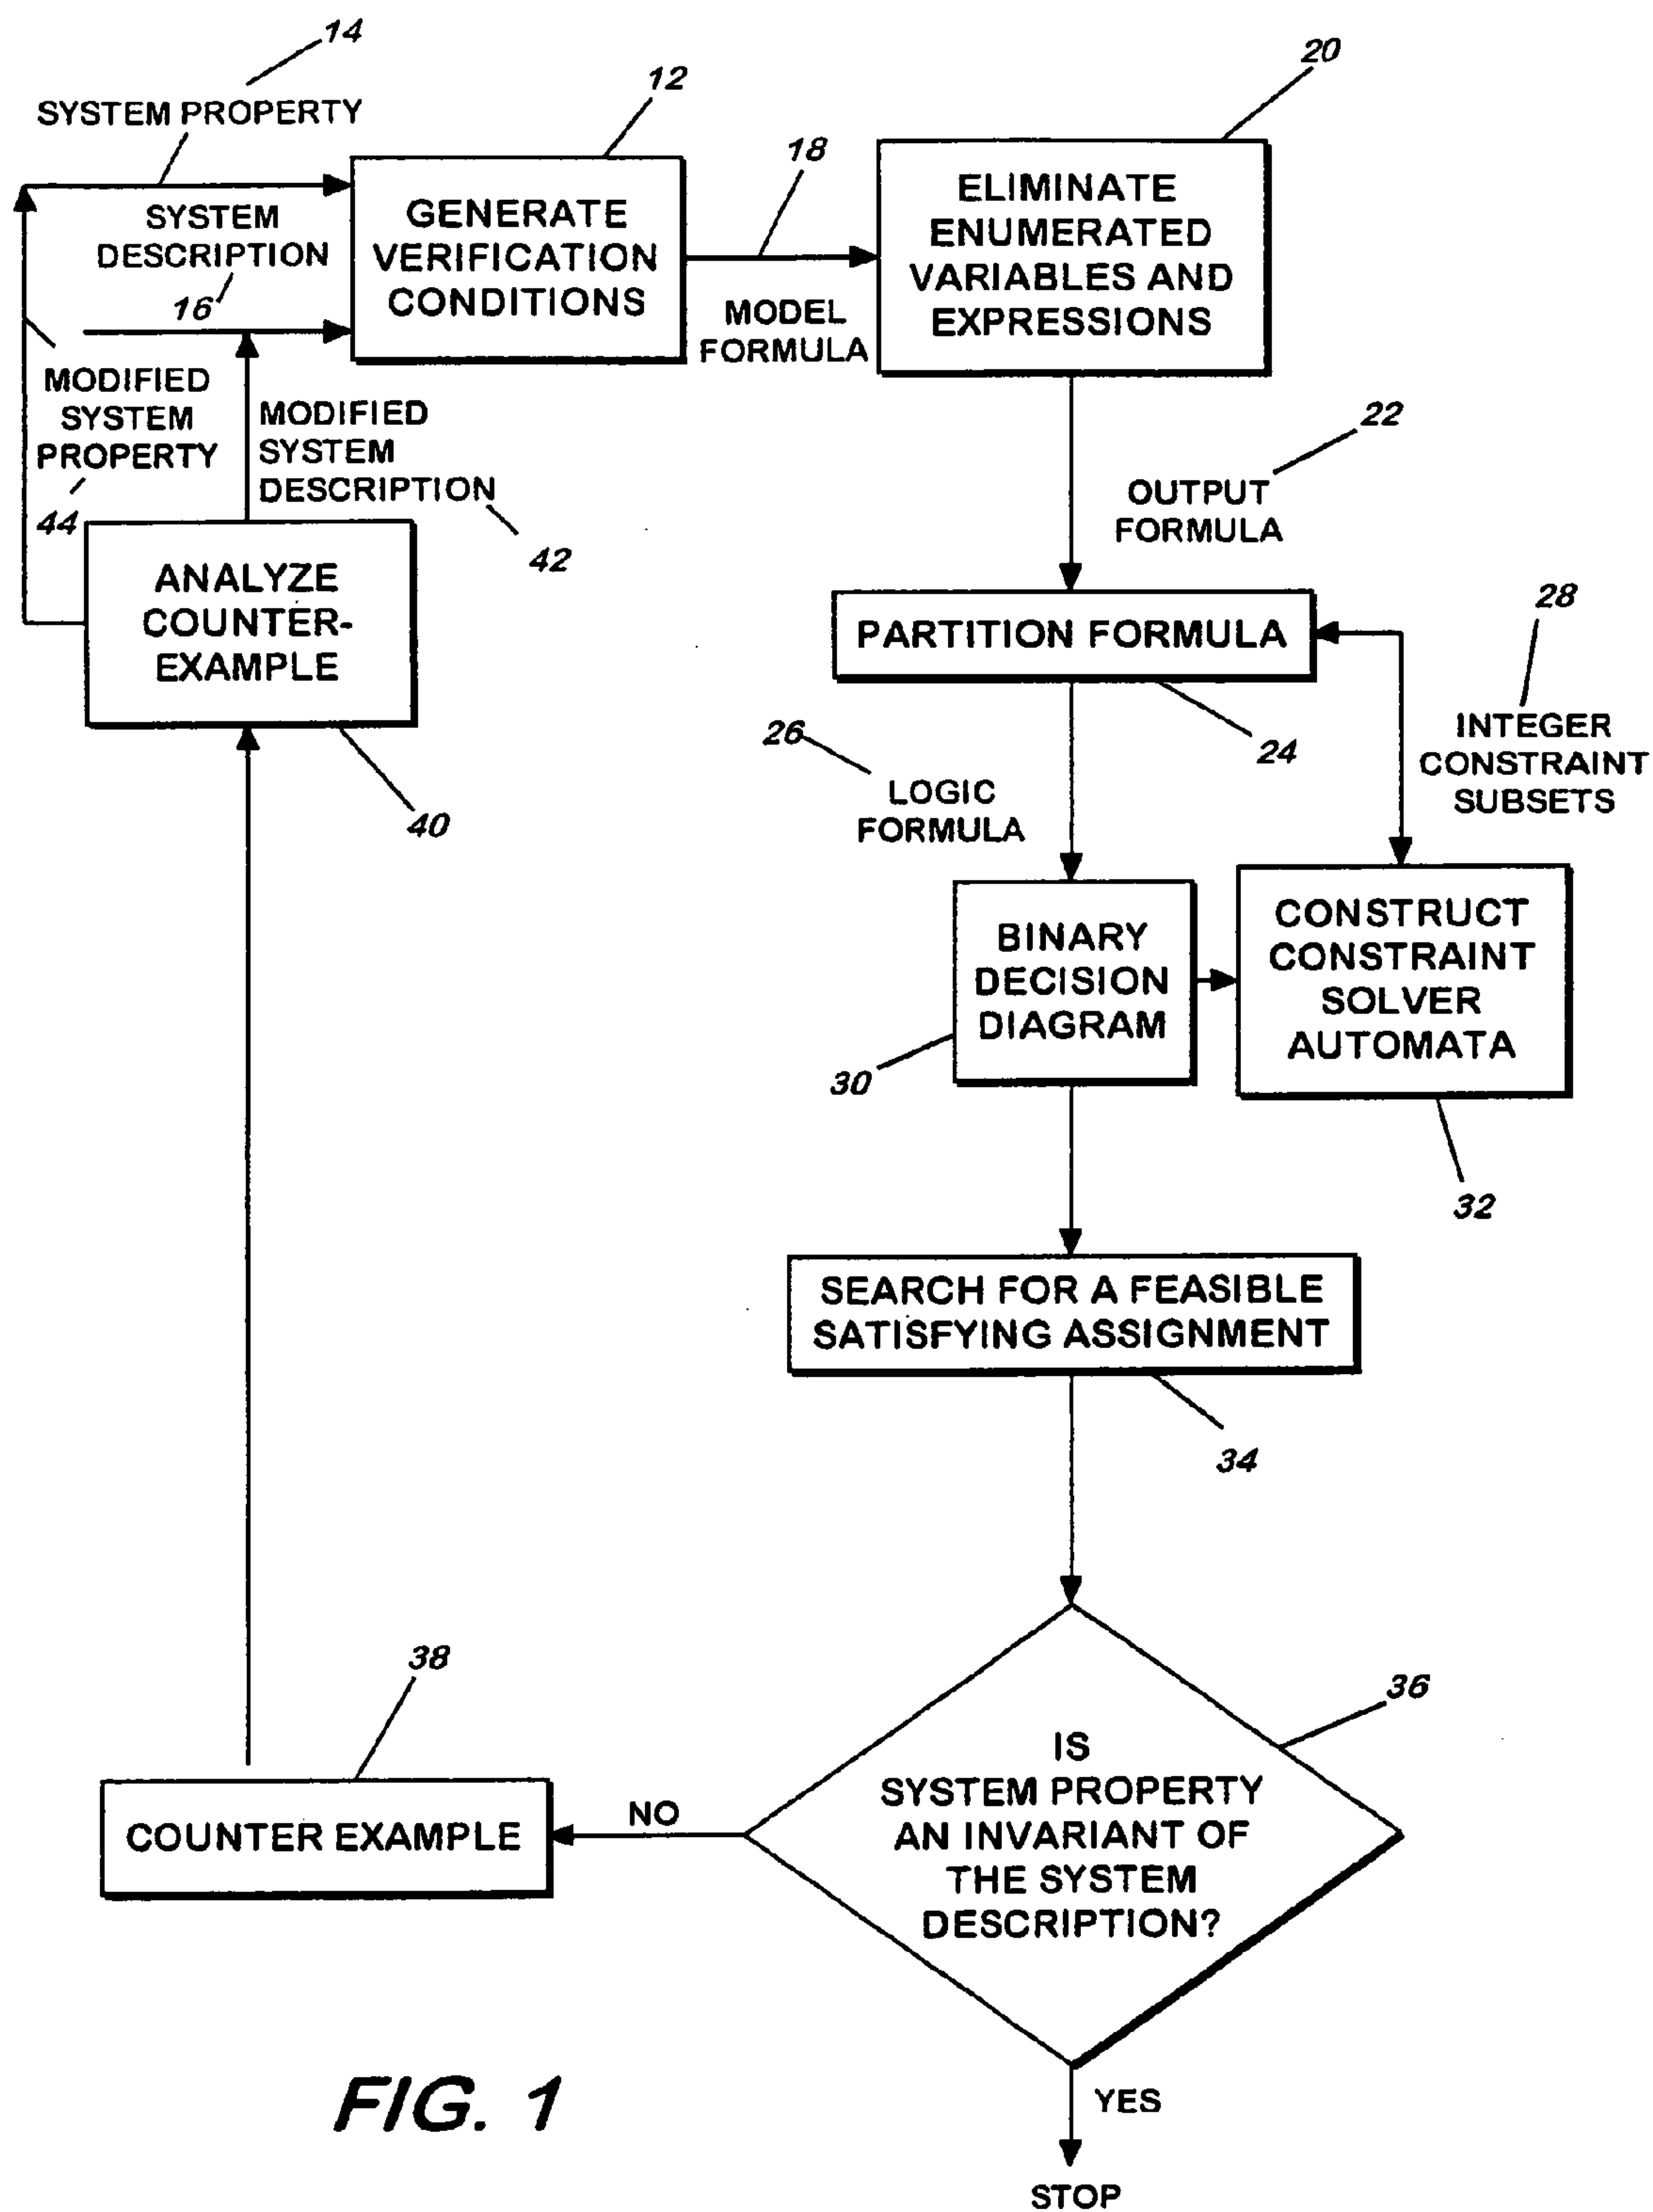 14
SYSTEM PROPERTY
12
20
18
GENERATE
VERIFICATION
CONDITIONS
SYSTEM
DESCRIPTION
16
MODEL
FORMULA
ELIMINATE
ENUMERATED
VARIABLES AND
EXPRESSIONS
MODIFIED
SYSTEM
PROPERTY
44
MODIFIED
SYSTEM
DESCRIPTION
42
22
OUTPUT
FORMULA
ANALYZE
COUNTER-
EXAMPLE
40
PARTITION FORMULA
24
28
INTEGER
CONSTRAINT
SUBSETS
26
LOGIC
FORMULA
BINARY
DECISION
DIAGRAM
30
CONSTRUCT
CONSTRAINT
SOLVER
AUTOMATA
32
SEARCH FOR A FEASIBLE
SATISFYING ASSIGNMENT
34
36
IS
SYSTEM PROPERTY
AN INVARIANT OF
THE SYSTEM
DESCRIPTION?
NO
38
COUNTER EXAMPLE
YES
STOP
FIG. 1